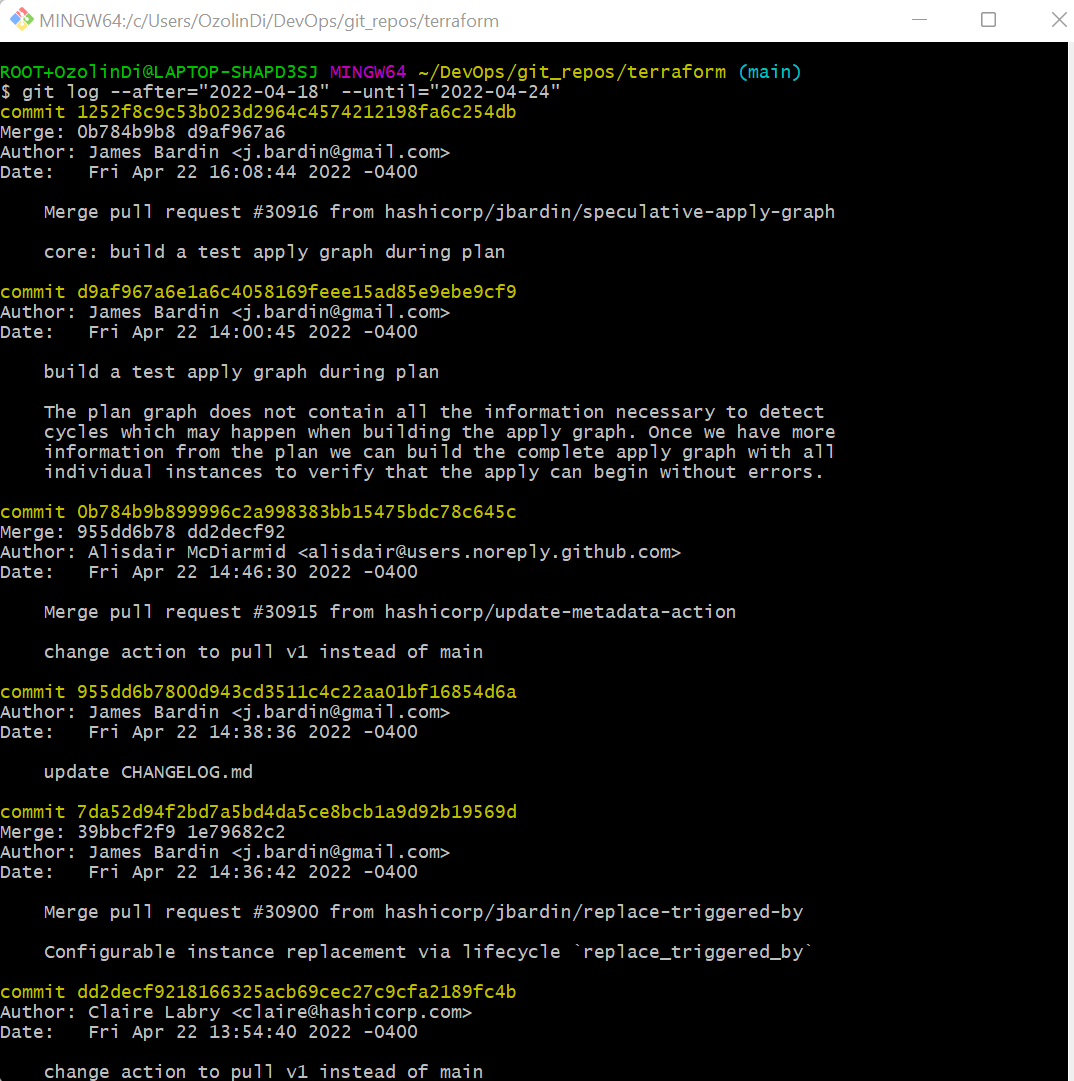 MINGW64:/c/Users/OzolinDi/DevOps/git_repos/terraform
ROOT+OzolinDi@LAPTOP-SHAPD3SJ MINGW64 ~/DevOps/git_repos/terraform (main)
$ git log --after="2022-04-18" --until="2022-04-24"
commit 1252f8c9c53b023d2964c4574212198fa6c254db
Merge: 0b784b9b8 d9af967a6
Author: James Bardin <j.bardin@gmail.com>
Date:   Fri Apr 22 16:08:44 2022 -0400
    Merge pull request #30916 from hashicorp/jbardin/speculative-apply-graph
    core: build a test apply graph during plan
commit d9af967a6e1a6c4058169feee15ad85e9ebe9cf9
Author: James Bardin <j.bardin@gmail.com>
Date:   Fri Apr 22 14:00:45 2022 -0400
    build a test apply graph during plan
    The plan graph does not contain all the information necessary to detect
    cycles which may happen when building the apply graph. Once we have more
    information from the plan we can build the complete apply graph with all
    individual instances to verify that the apply can begin without errors.
commit 0b784b9b899996c2a998383bb15475bdc78c645c
Merge: 955dd6b78 dd2decf92
Author: Alisdair McDiarmid <alisdair@users.noreply.github.com>
Date:   Fri Apr 22 14:46:30 2022 -0400
    Merge pull request #30915 from hashicorp/update-metadata-action
    change action to pull v1 instead of main
commit 955dd6b7800d943cd3511c4c22aa01bf16854d6a
Author: James Bardin <j.bardin@gmail.com>
Date:   Fri Apr 22 14:38:36 2022 -0400
    update CHANGELOG.md
commit 7da52d94f2bd7a5bd4da5ce8bcb1a9d92b19569d
Merge: 39bbcf2f9 1e79682c2
Author: James Bardin <j.bardin@gmail.com>
Date:   Fri Apr 22 14:36:42 2022 -0400
    Merge pull request #30900 from hashicorp/jbardin/replace-triggered-by
    Configurable instance replacement via lifecycle `replace_triggered_by`
commit dd2decf9218166325acb69cec27c9cfa2189fc4b
Author: Claire Labry <claire@hashicorp.com>
Date:   Fri Apr 22 13:54:40 2022 -0400
    change action to pull v1 instead of main